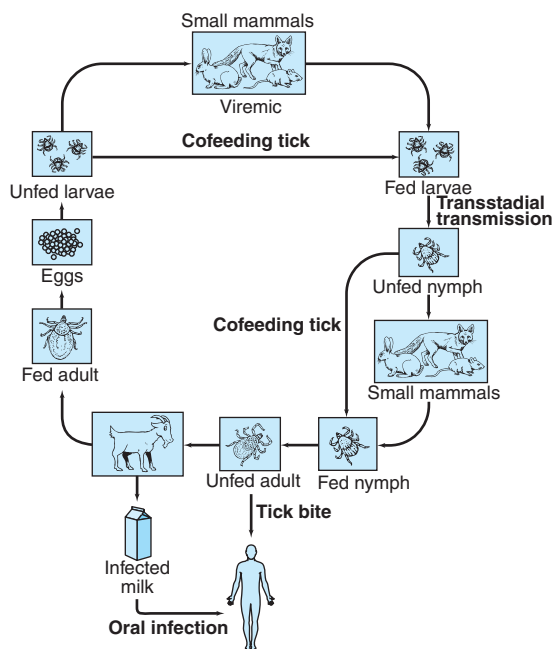 Small mammals
Viremic
Cofeeding tick
Unfed larvae
Fed larvae
Transstadial
transmission
Eggs
Unfed nymph
Cofeeding tick
Fed adult
Small mammals
Unfed adult
Fed nymph
Tick bite
Infected
milk
Oral infection